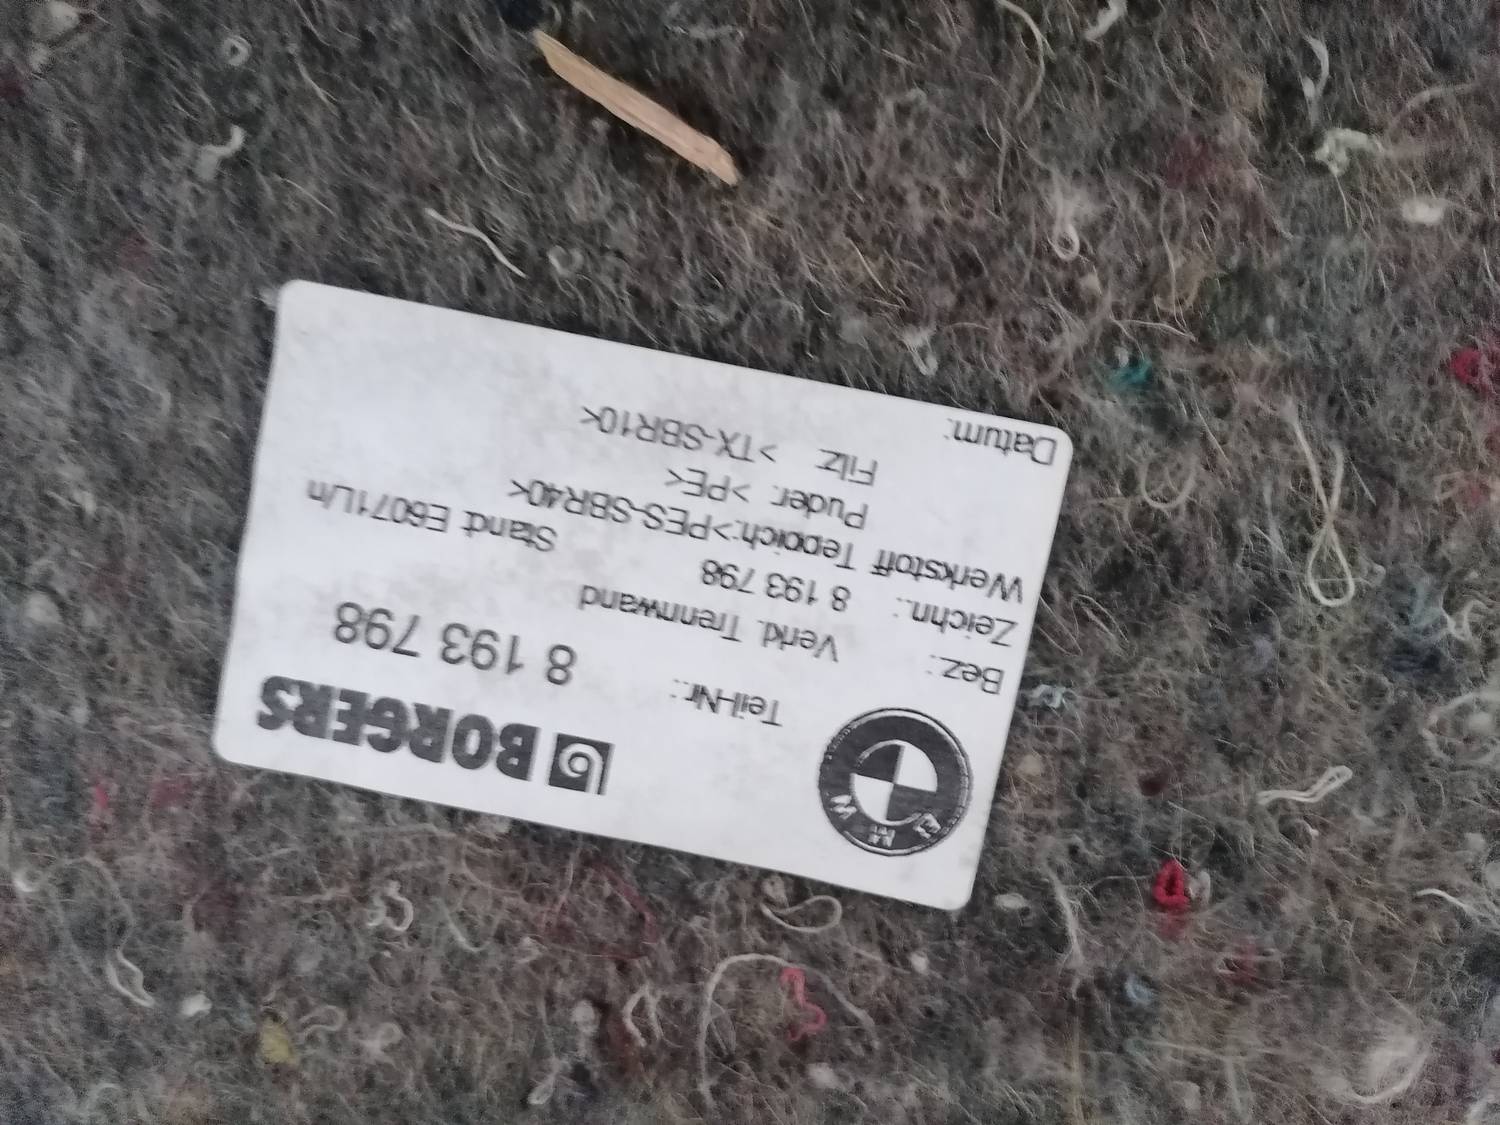 BMW
BORGERS
Teil-Nr.: 8 193 798
Bez.: Verkl. Trennwand
Zeichn.: 8 193 798 Stand: E6071L/n
Werkstoff Teppich:>PES-SBR40<
Puder: >PE<
Filz >TX-SBR10<
Datum: